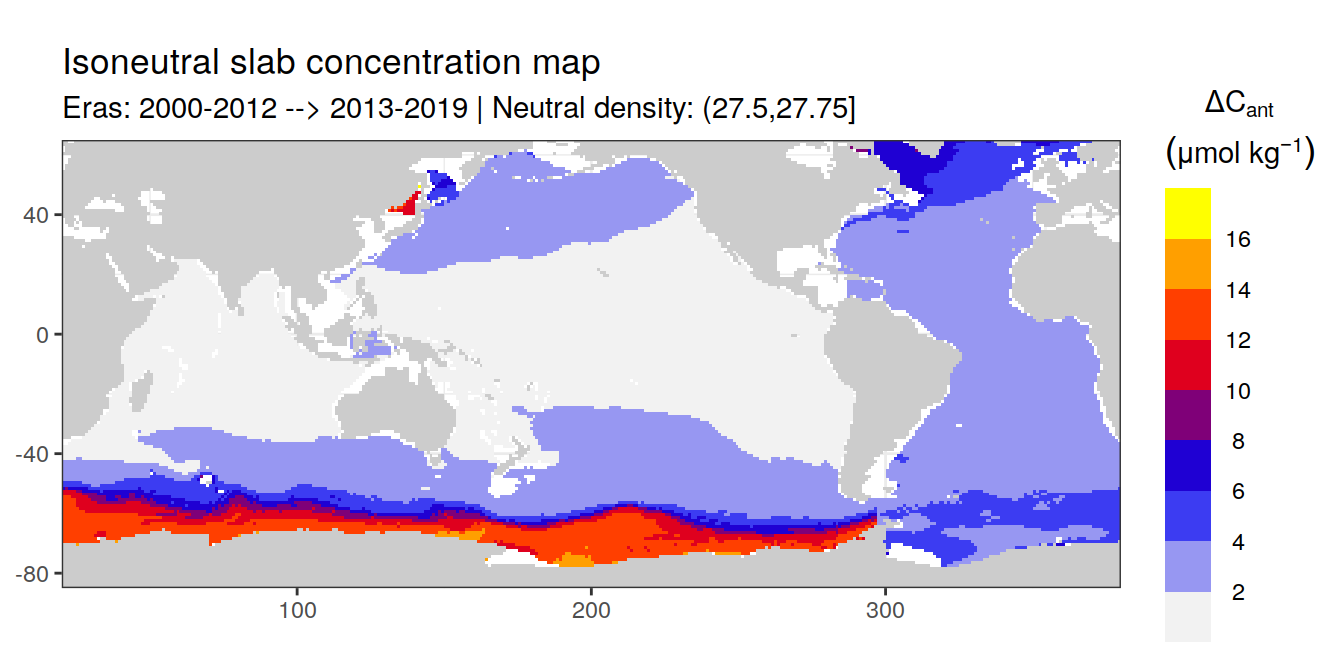 Isoneutral slab concentration map
Eras: 2000-2012 --> 2013-2019 | Neutral density: (27.5,27.75]
ΔCant
(μmol kg−1)
16
14
12
10
8
6
4
2
40
0
-40
-80
100 200 300